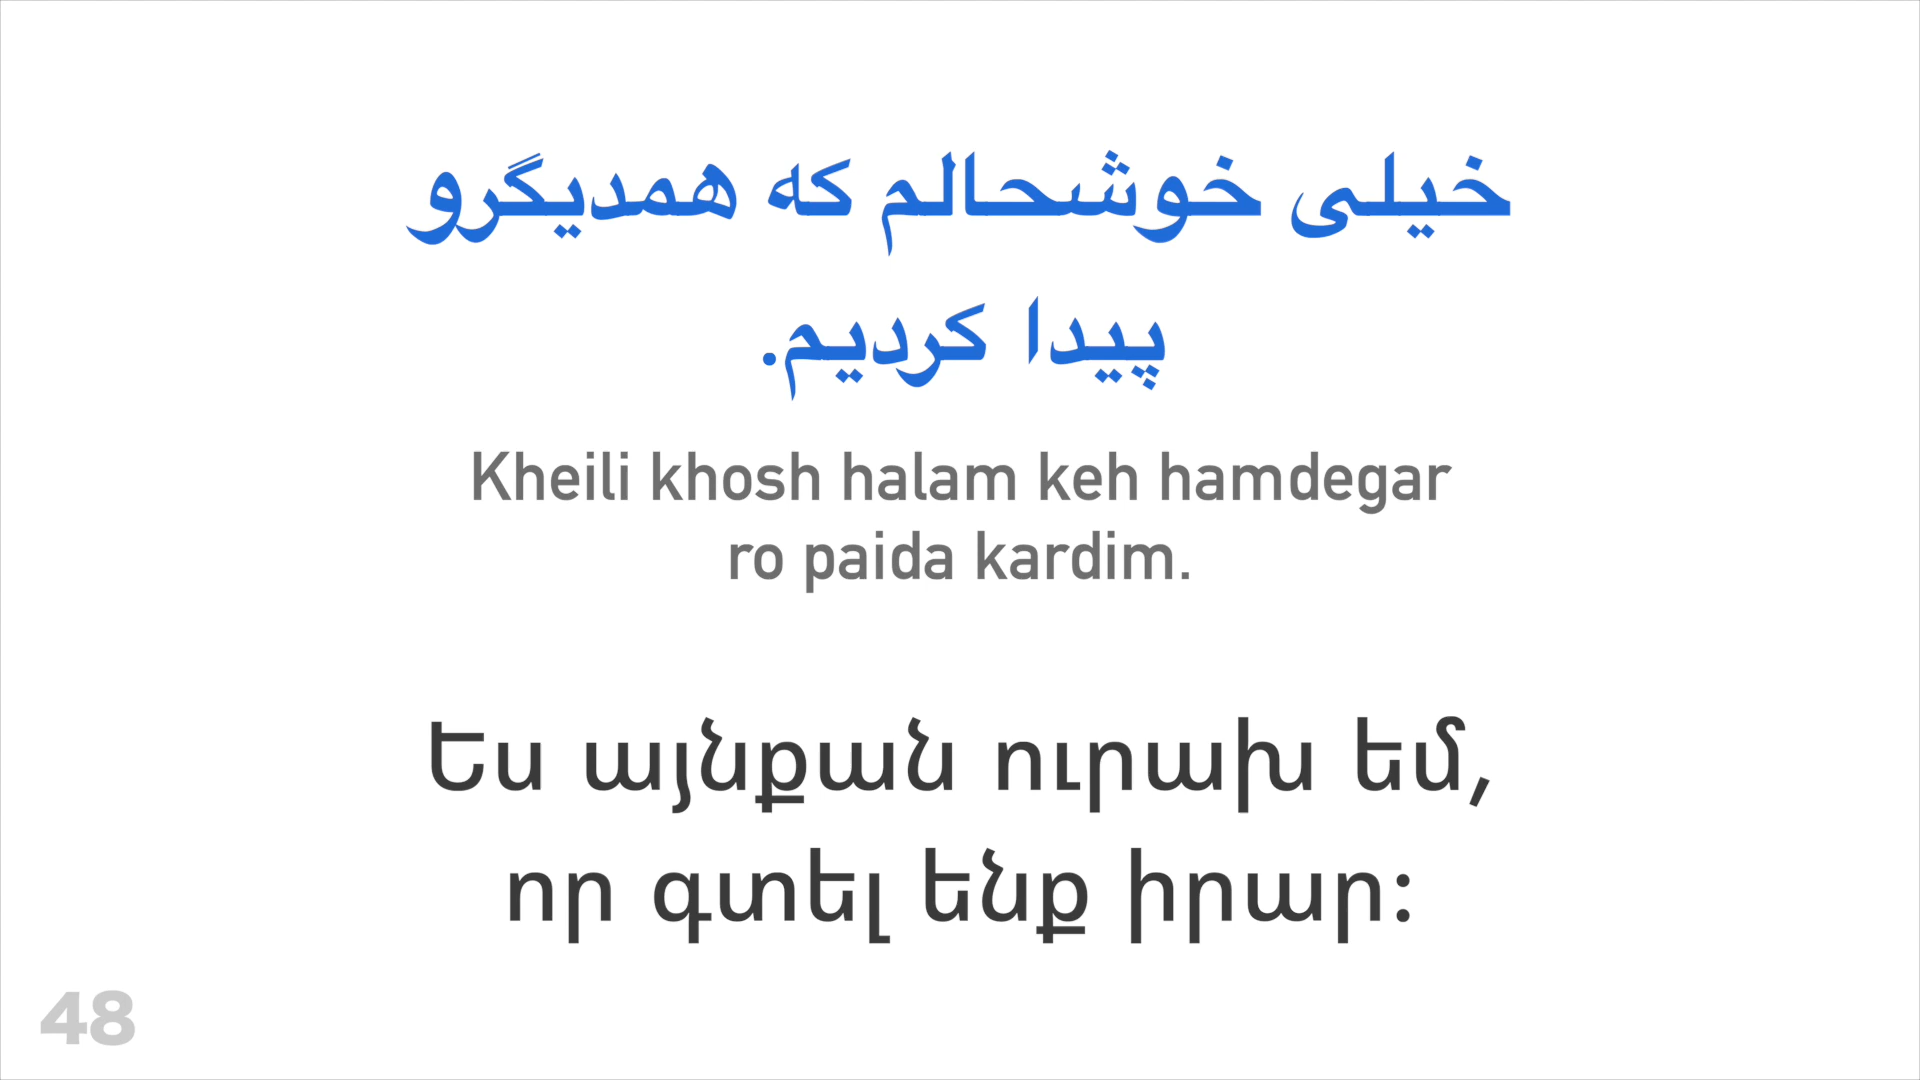 خیلی خوشحالم که همدیگرو
پیدا کردیم.
Kheili khosh halam keh hamdegar
ro paida kardim.
Ես այնքան ուրախ եմ,
որ գտել ենք իրար:
48